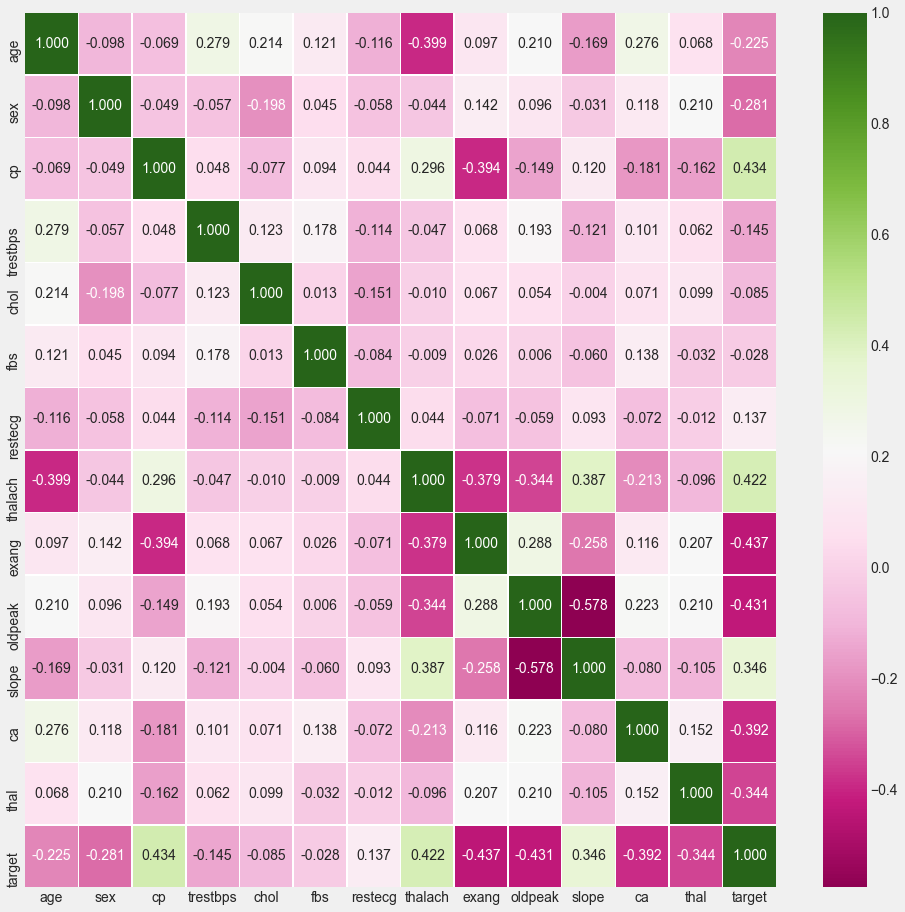 age 1.000 -0.098 -0.069 0.279 0.214 0.121 -0.116 -0.399 0.097 0.210 -0.169 0.276 0.068 -0.225
sex -0.098 1.000 -0.049 -0.057 -0.198 0.045 -0.058 -0.044 0.142 0.096 -0.031 0.118 0.210 -0.281
cp -0.069 -0.049 1.000 0.048 -0.077 0.094 0.044 0.296 -0.394 -0.149 0.120 -0.181 -0.162 0.434
trestbps 0.279 -0.057 0.048 1.000 0.123 0.178 -0.114 -0.047 0.068 0.193 -0.121 0.101 0.062 -0.145
chol 0.214 -0.198 -0.077 0.123 1.000 0.013 -0.151 -0.010 0.067 0.054 -0.004 0.071 0.099 -0.085
fbs 0.121 0.045 0.094 0.178 0.013 1.000 -0.084 -0.009 0.026 0.006 -0.060 0.138 -0.032 -0.028
restecg -0.116 -0.058 0.044 -0.114 -0.151 -0.084 1.000 0.044 -0.071 -0.059 0.093 -0.072 -0.012 0.137
thalach -0.399 -0.044 0.296 -0.047 -0.010 -0.009 0.044 1.000 -0.379 -0.344 0.387 -0.213 -0.096 0.422
exang 0.097 0.142 -0.394 0.068 0.067 0.026 -0.071 -0.379 1.000 0.288 -0.258 0.116 0.207 -0.437
oldpeak 0.210 0.096 -0.149 0.193 0.054 0.006 -0.059 -0.344 0.288 1.000 -0.578 0.223 0.210 -0.431
slope -0.169 -0.031 0.120 -0.121 -0.004 -0.060 0.093 0.387 -0.258 -0.578 1.000 -0.080 -0.105 0.346
ca 0.276 0.118 -0.181 0.101 0.071 0.138 -0.072 -0.213 0.116 0.223 -0.080 1.000 0.152 -0.392
thal 0.068 0.210 -0.162 0.062 0.099 -0.032 -0.012 -0.096 0.207 0.210 -0.105 0.152 1.000 -0.344
target -0.225 -0.281 0.434 -0.145 -0.085 -0.028 0.137 0.422 -0.437 -0.431 0.346 -0.392 -0.344 1.000
age sex cp trestbps chol fbs restecg thalach exang oldpeak slope ca thal target
1.0
0.8
0.6
0.4
0.2
0.0
−0.2
−0.4